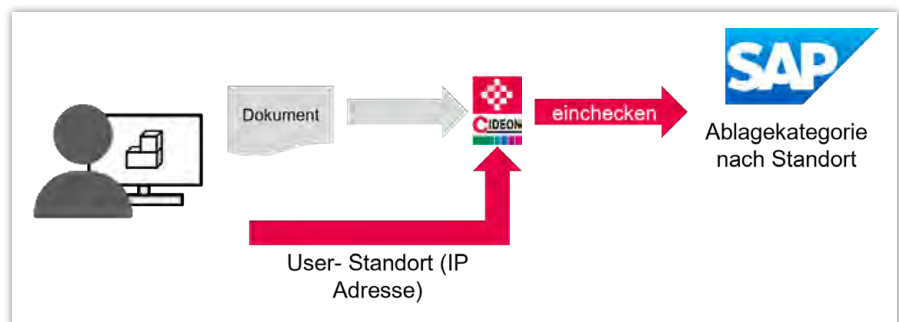 SAP
Dokument
einchecken
CIDEON
Ablagekategorie
nach Standort
User- Standort (IP
Adresse)